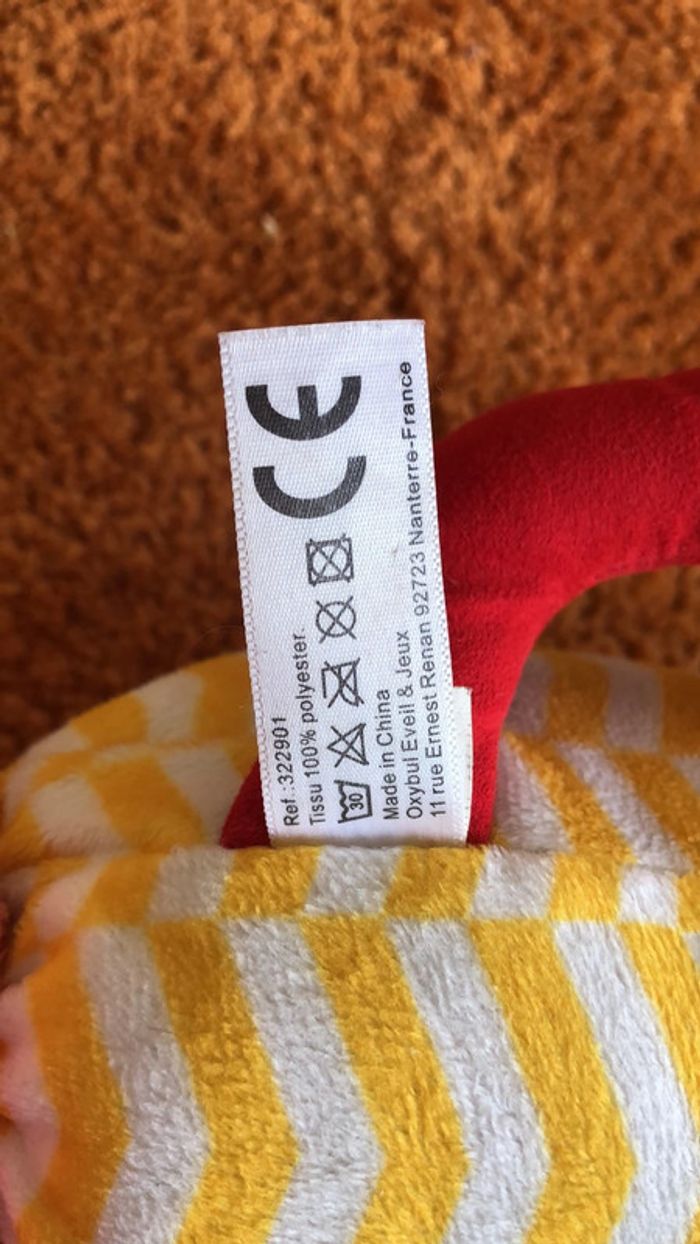 Ref.:322901
Tissu 100% polyester.
30
CE
Made in China
Oxybul Eveil & Jeux
11 rue Ernest Renan 92723 Nanterre-France